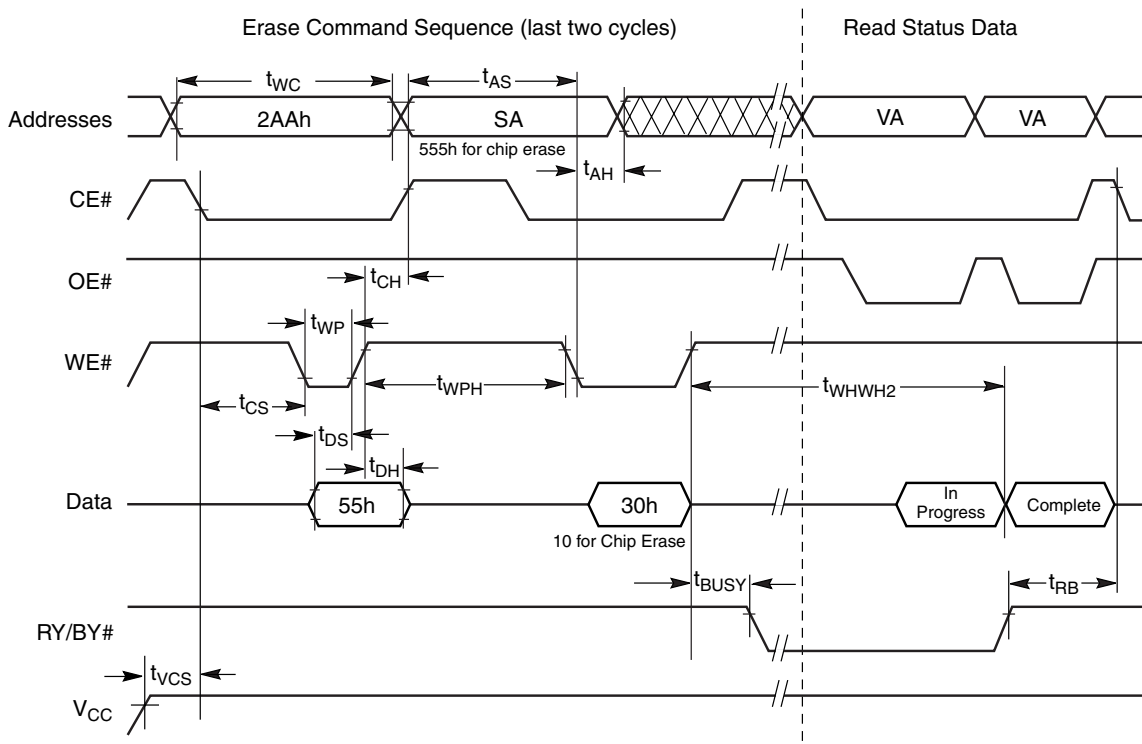 Erase Command Sequence (last two cycles)
Read Status Data
tWC
tAS
Addresses
2AAh
SA
VA
VA
555h for chip erase
tAH
CE#
OE#
tCH
tWP
WE#
tWPH
tWHWH2
tCS
tDS
tDH
Data
55h
30h
In
Progress
Complete
10 for Chip Erase
tBUSY
tRB
RY/BY#
tVCS
VCC